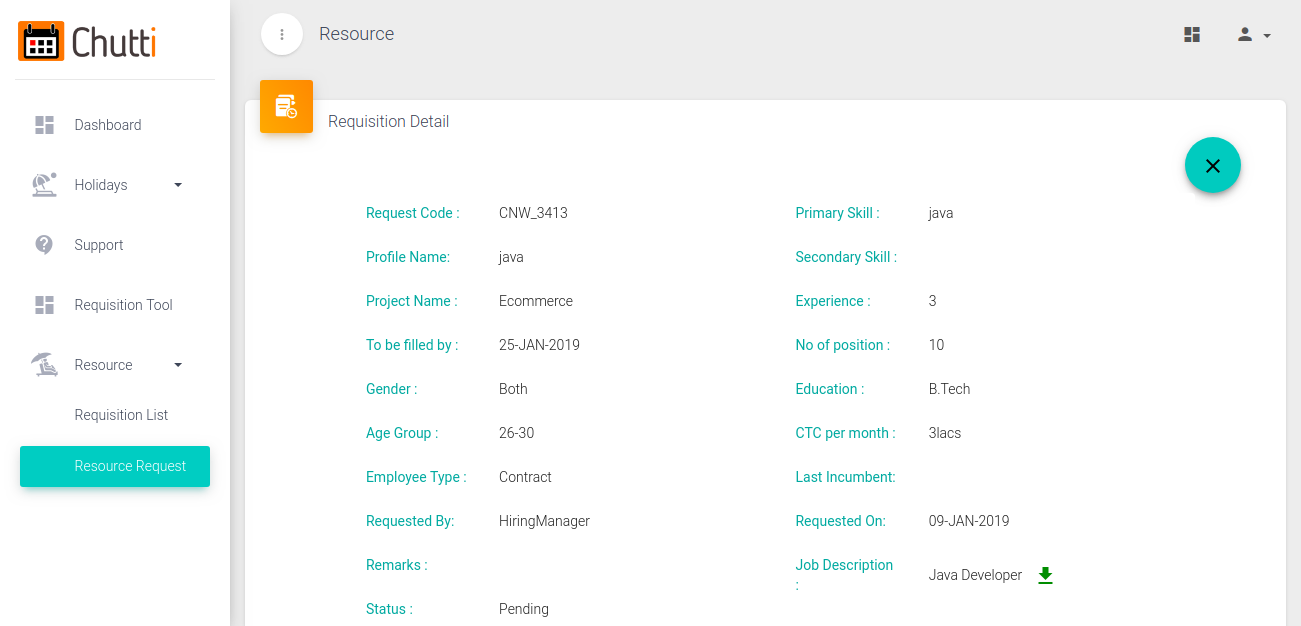 Chutti
Resource
Dashboard
Holidays
Support
Requisition Tool
Resource
Requisition List
Resource Request
Requisition Detail
Request Code : CNW_3413 Primary Skill : java
Profile Name: java Secondary Skill :
Project Name : Ecommerce Experience : 3
To be filled by : 25-JAN-2019 No of position : 10
Gender : Both Education : B.Tech
Age Group : 26-30 CTC per month : 3lacs
Employee Type : Contract Last Incumbent:
Requested By: HiringManager Requested On: 09-JAN-2019
Remarks : Job Description
: Java Developer
Status : Pending